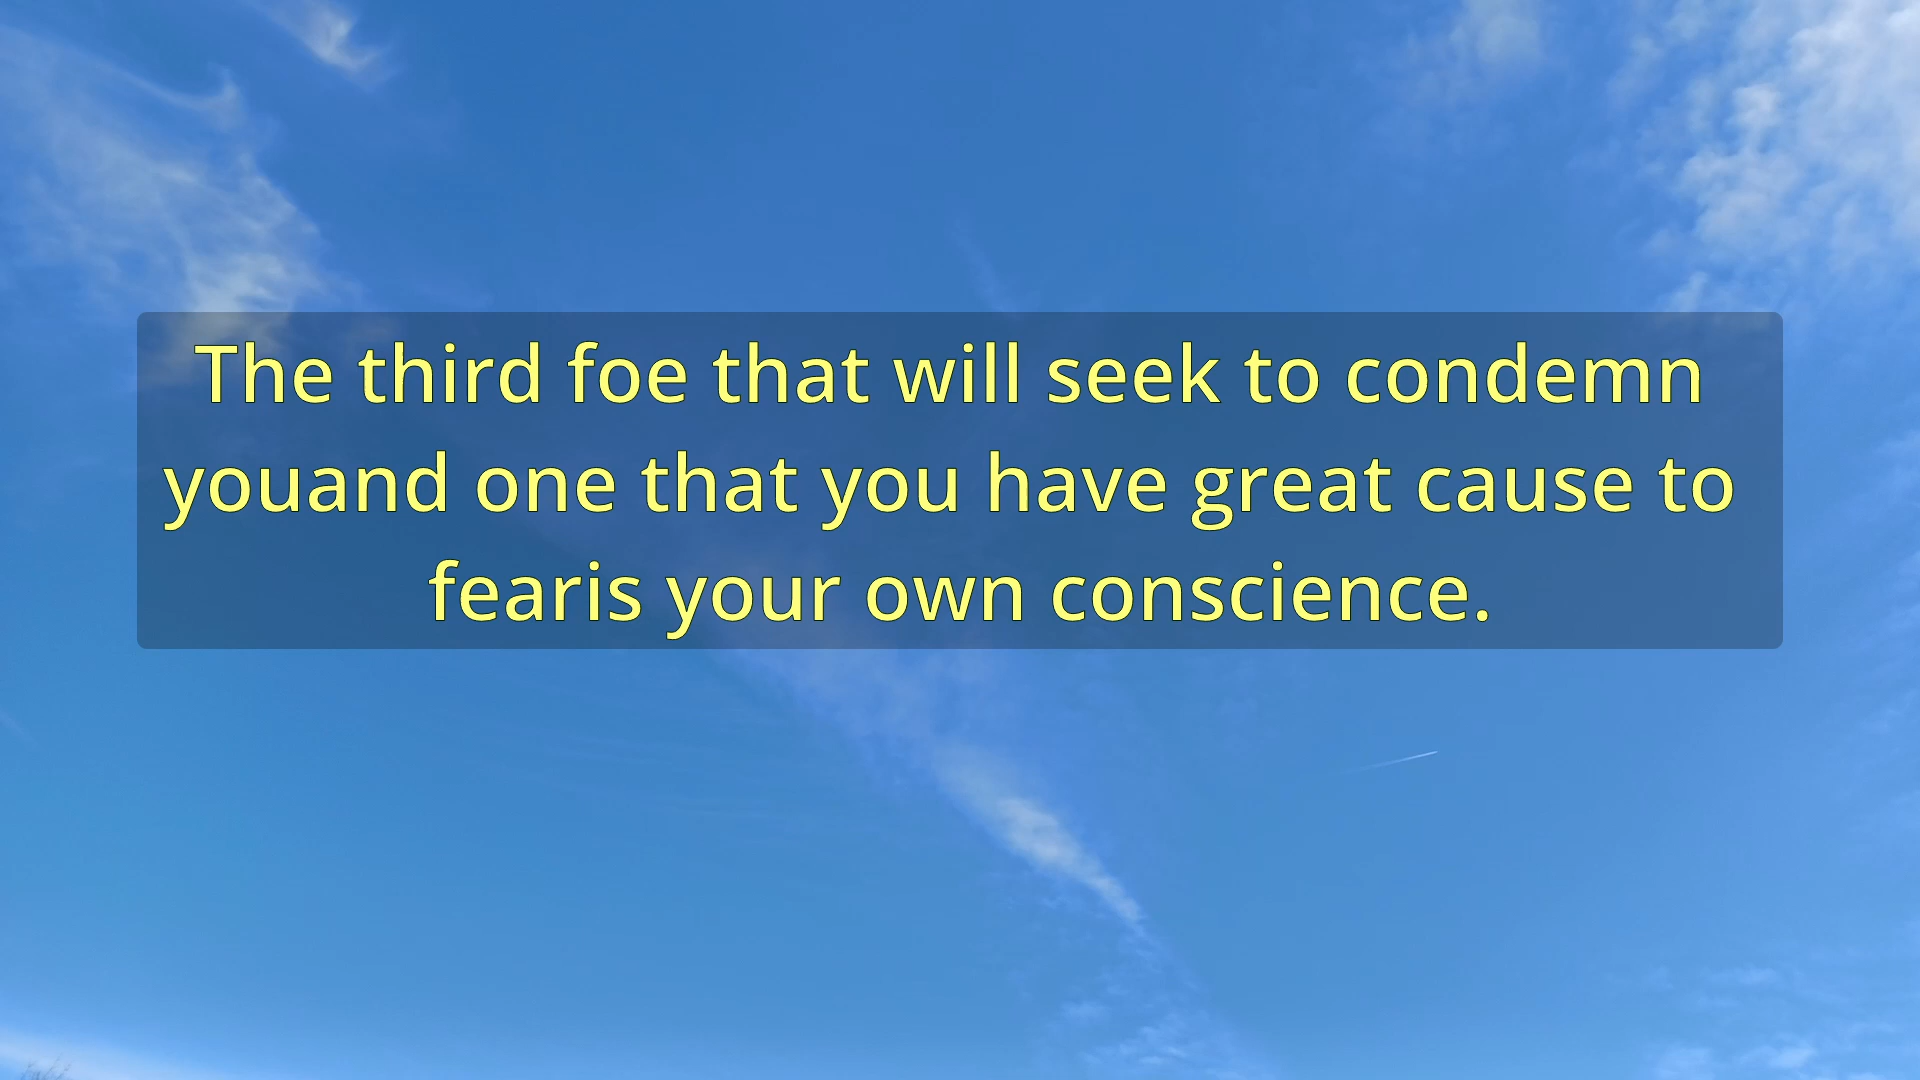 The third foe that will seek to condemn
youand one that you have great cause to
fearis your own conscience.